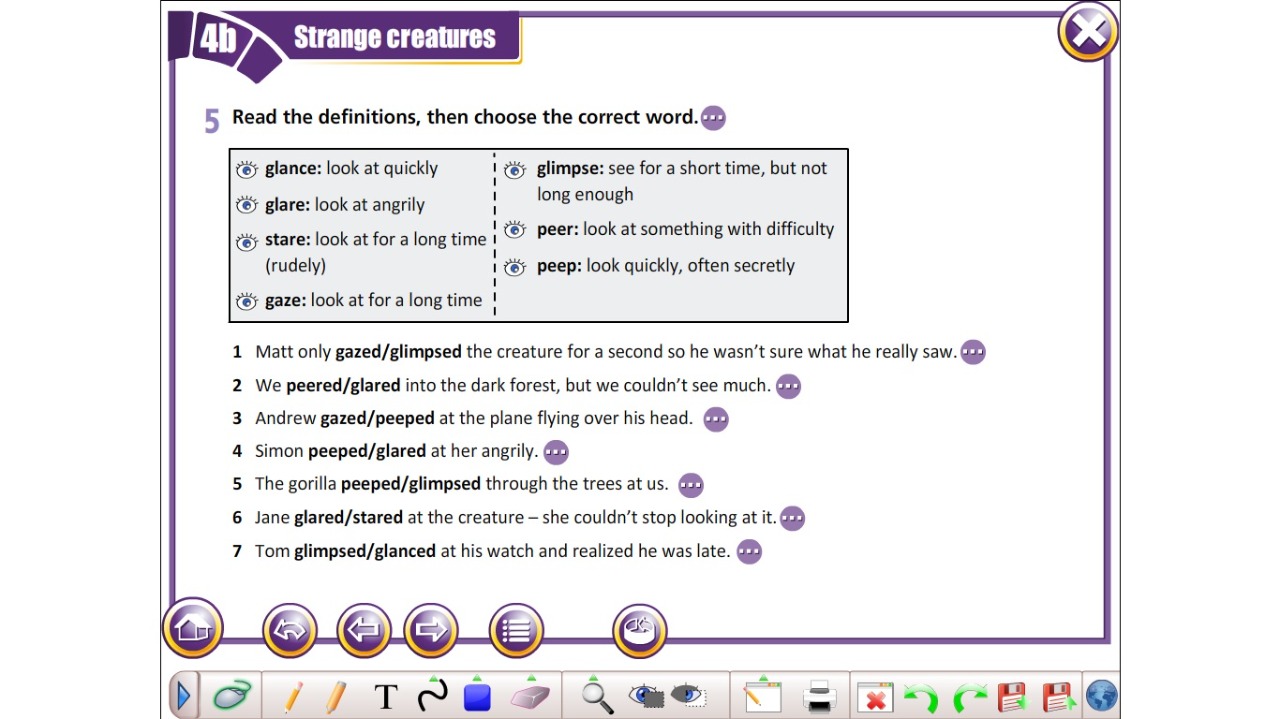 4b Strange creatures
5 Read the definitions, then choose the correct word.
glance: look at quickly
glare: look at angrily
stare: look at for a long time
(rudely)
gaze: look at for a long time
glimpse: see for a short time, but not
long enough
peer: look at something with difficulty
peep: look quickly, often secretly
1 Matt only gazed/glimpsed the creature for a second so he wasn't sure what he really saw.
2 We peered/glared into the dark forest, but we couldn't see much.
3 Andrew gazed/peeped at the plane flying over his head.
4 Simon peeped/glared at her angrily.
5 The gorilla peeped/glimpsed through the trees at us.
6 Jane glared/stared at the creature – she couldn't stop looking at it.
7 Tom glimpsed/glanced at his watch and realized he was late.
T